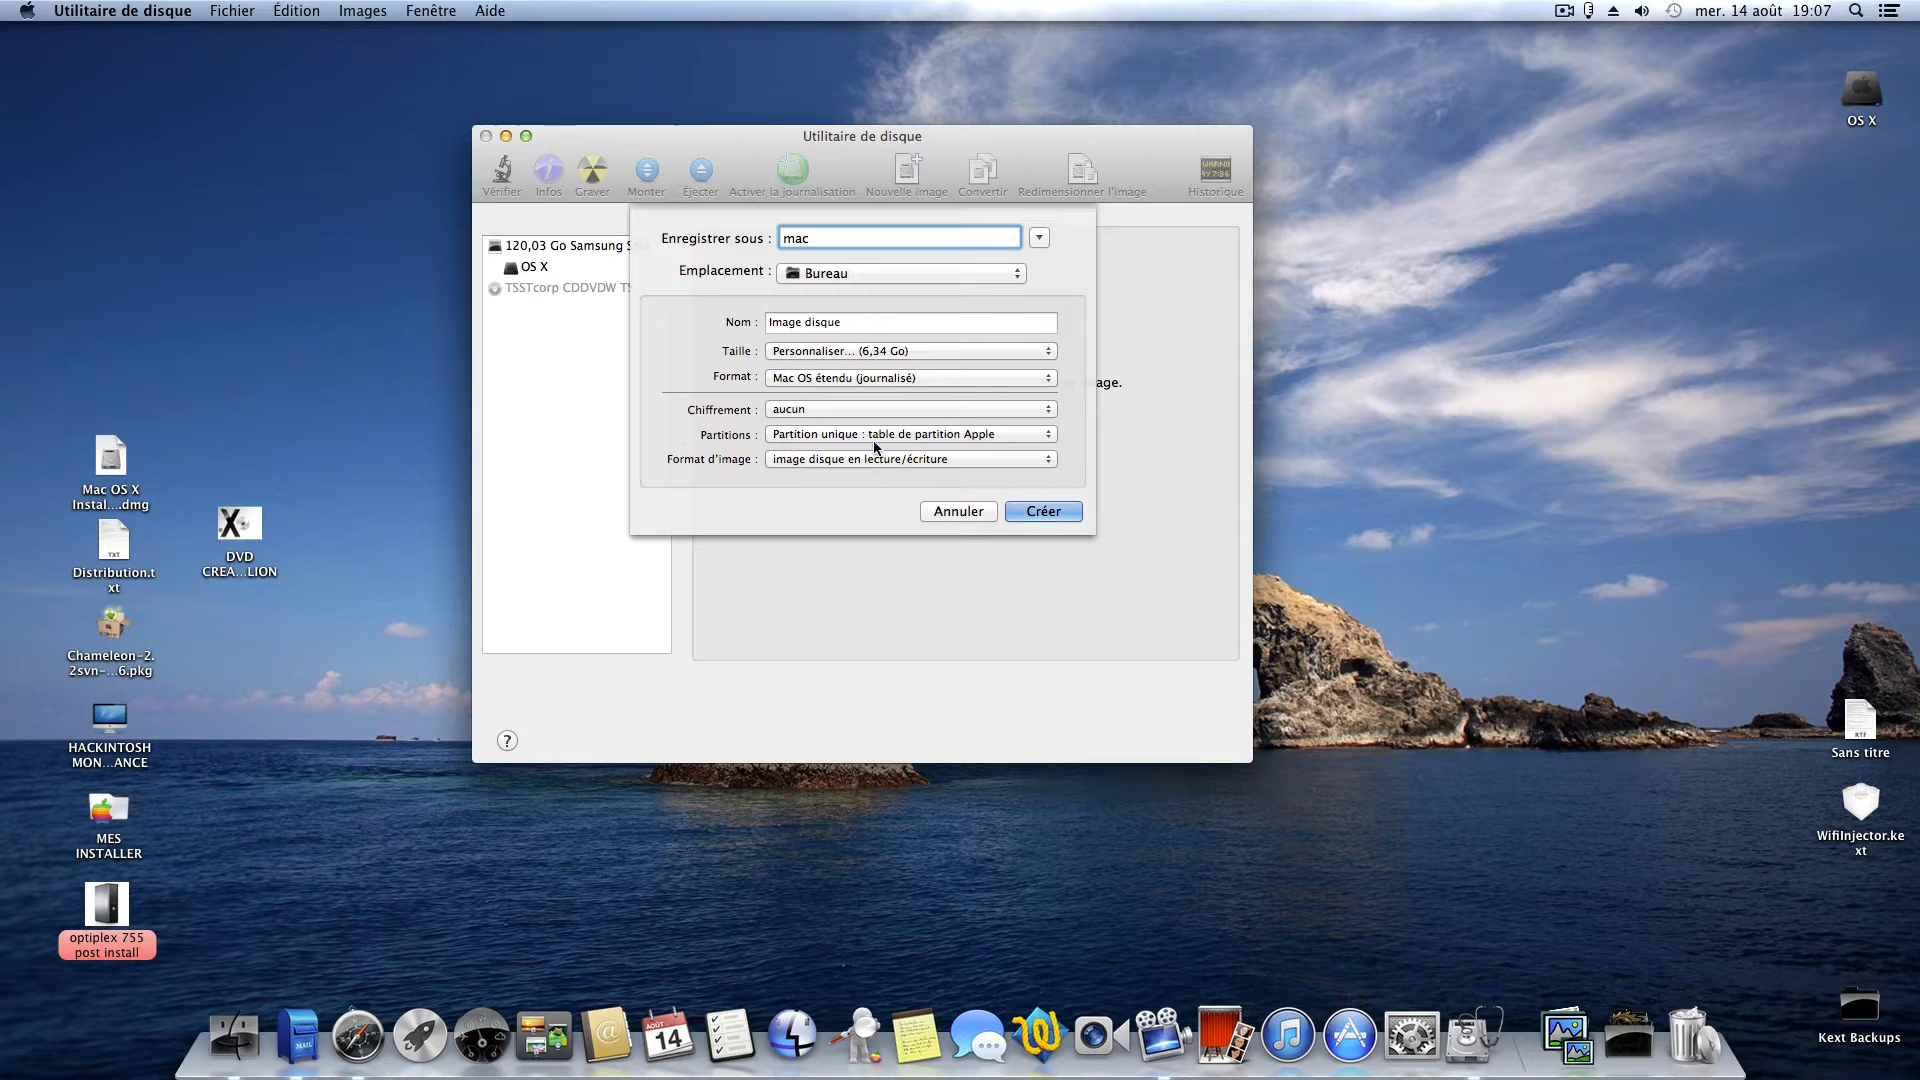 Utilitaire de disque Fichier Édition Images Fenêtre Aide
mer. 14 août 19:07
Utilitaire de disque
Vérifier Infos Graver Monter Éjecter Activer la journalisation Nouvelle image Convertir Redimensionner l'image Historique
120,03 Go Samsung S
OS X
TSSTcorp CDDVDW TS
Enregistrer sous : mac
Emplacement : Bureau
Nom : Image disque
Taille : Personnaliser... (6,34 Go)
Format : Mac OS étendu (journalisé)
age.
Chiffrement : aucun
Partitions : Partition unique : table de partition Apple
Format d'image : image disque en lecture/écriture
Annuler Créer
?
OS X
Mac OS X
Instal....dmg
TXT
Distribution.t
xt
DVD
CREA...LION
Chameleon-2.
2svn-...6.pkg
HACKINTOSH
MON...ANCE
MES
INSTALLER
optiplex 755
post install
RTF
Sans titre
WifiInjector.ke
xt
Kext Backups
MAIL
AOÛT
14